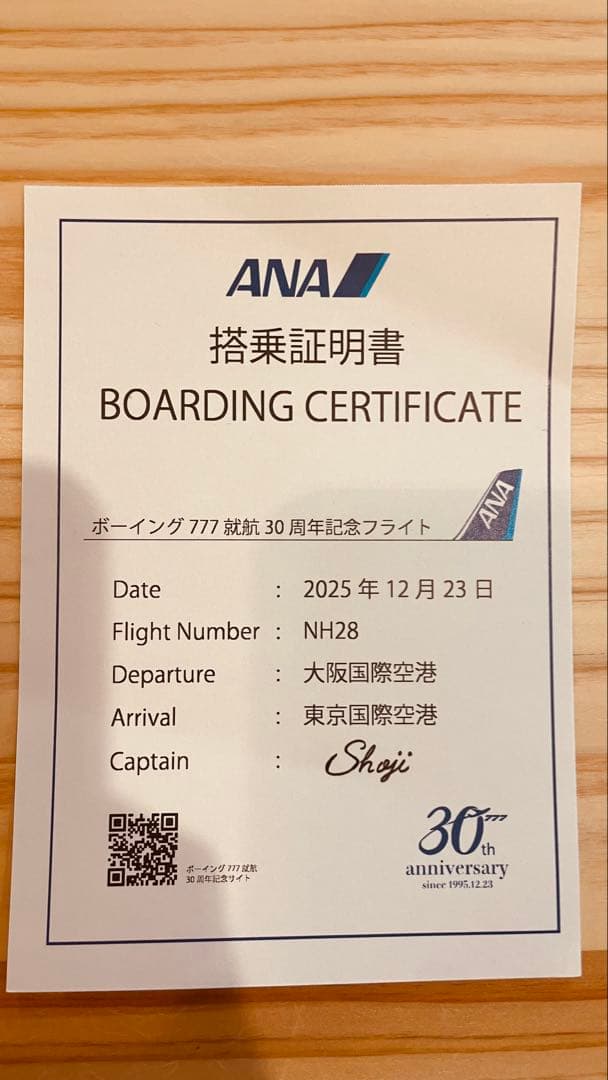 ANA
搭乗証明書
BOARDING CERTIFICATE
ボーイング 777 就航 30 周年記念フライト
ANA
Date : 2025 年 12 月 23 日
Flight Number : NH28
Departure : 大阪国際空港
Arrival : 東京国際空港
Captain : Shoji
ボーイング 777 就航
30 周年記念サイト
30th
777
anniversary
since 1995.12.23